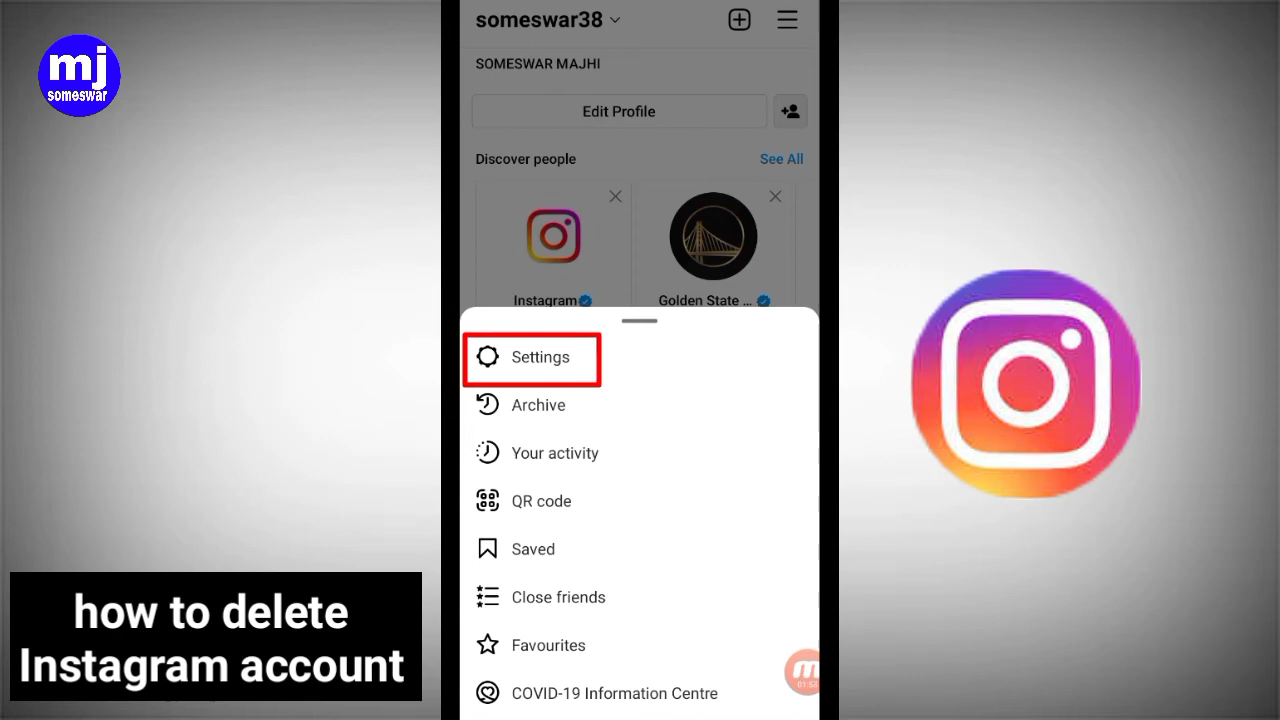 mj
someswar
someswar38
SOMESWAR MAJHI
Edit Profile
Discover people
See All
Instagram
Golden State ...
Settings
Archive
Your activity
QR code
Saved
Close friends
Favourites
COVID-19 Information Centre
how to delete
Instagram account